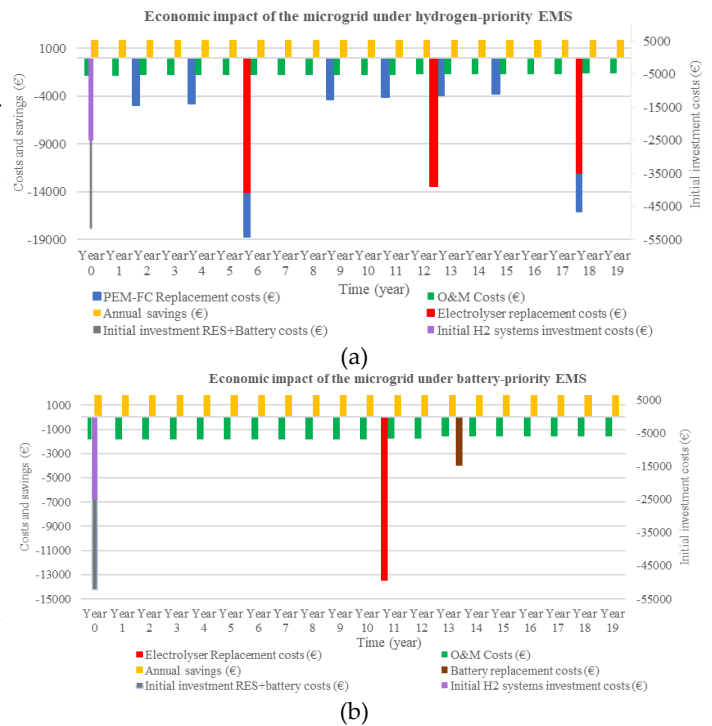 Economic impact of the microgrid under hydrogen-priority EMS
Costs and savings (€)
1000
-4000
-9000
-14000
-19000
5000
-5000
-15000
-25000
-35000
-45000
-55000
Initial investment costs (€)
Year Year Year Year Year Year Year Year Year Year Year Year Year Year Year Year Year Year Year Year
0 1 2 3 4 5 6 7 8 9 10 11 12 13 14 15 16 17 18 19
Time (year)
PEM-FC Replacement costs (€) O&M Costs (€)
Annual savings (€) Electrolyser replacement costs (€)
Initial investment RES+Battery costs (€) Initial H2 systems investment costs (€)
(a)
Economic impact of the microgrid under battery-priority EMS
Costs and savings (€)
1000
-1000
-3000
-5000
-7000
-9000
-11000
-13000
-15000
5000
-5000
-15000
-25000
-35000
-45000
-55000
Initial investment costs (€)
Year Year Year Year Year Year Year Year Year Year Year Year Year Year Year Year Year Year Year Year
0 1 2 3 4 5 6 7 8 9 10 11 12 13 14 15 16 17 18 19
Time (year)
Electrolyser Replacement costs (€) O&M Costs (€)
Annual savings (€) Battery replacement costs (€)
Initial investment RES+battery costs (€) Initial H2 systems investment costs (€)
(b)